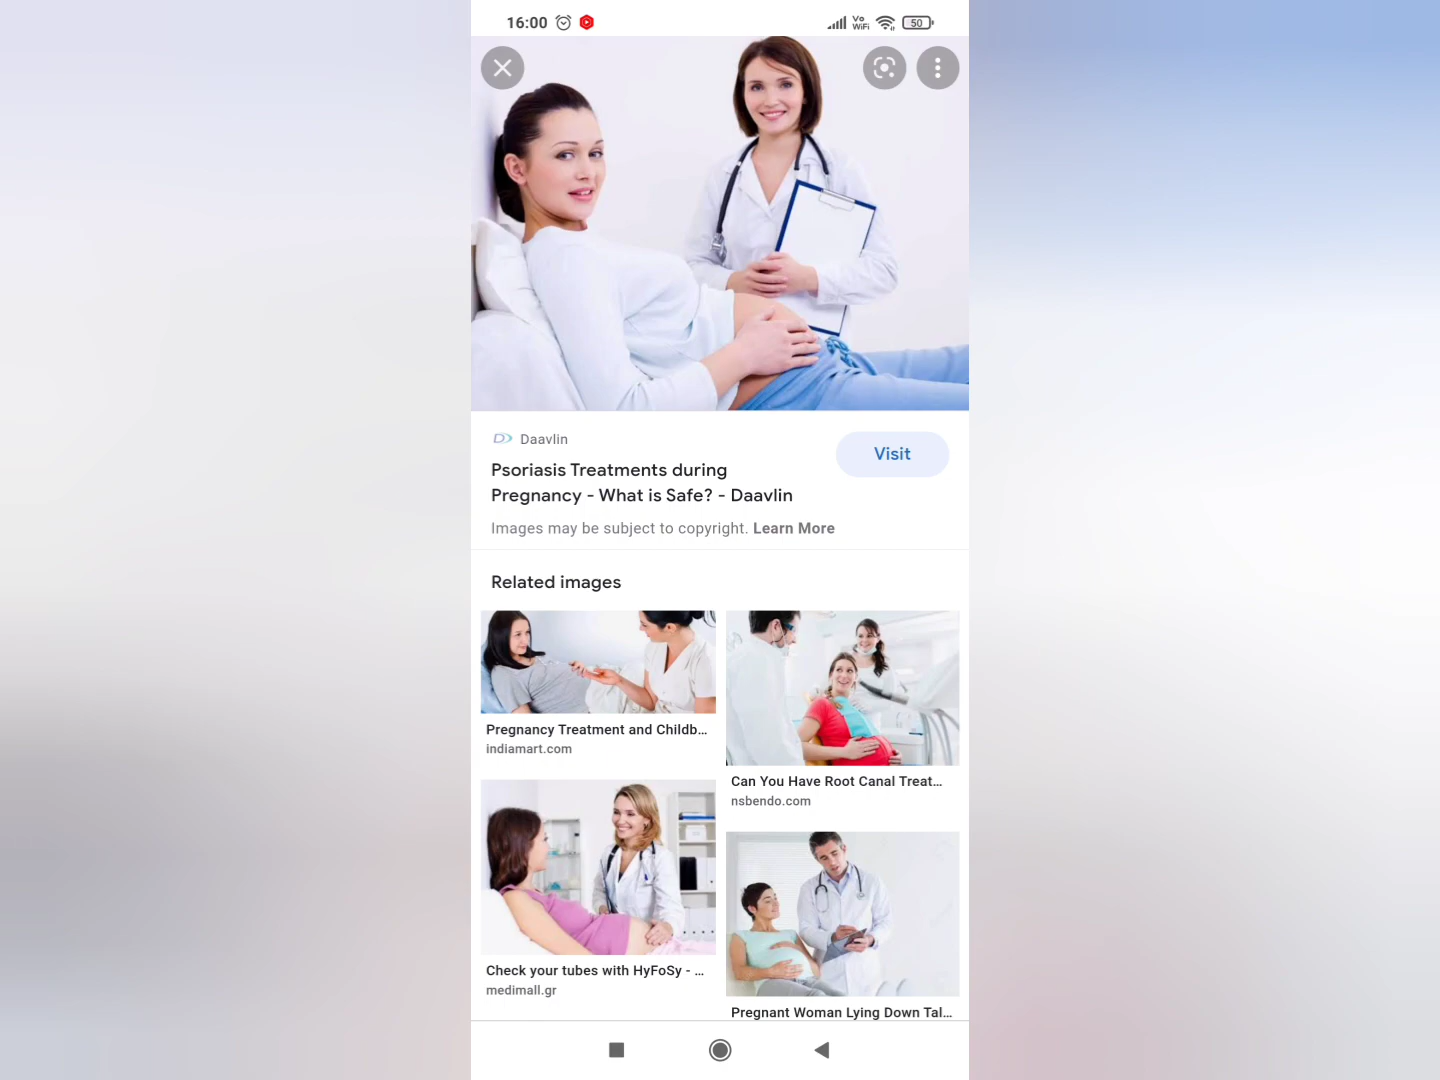 16:00
Vo
WiFi
50
Daavlin
Visit
Psoriasis Treatments during
Pregnancy - What is Safe? - Daavlin
Images may be subject to copyright. Learn More
Related images
Pregnancy Treatment and Childb...
indiamart.com
Can You Have Root Canal Treat...
nsbendo.com
Check your tubes with HyFoSy - ...
medimall.gr
Pregnant Woman Lying Down Tal...